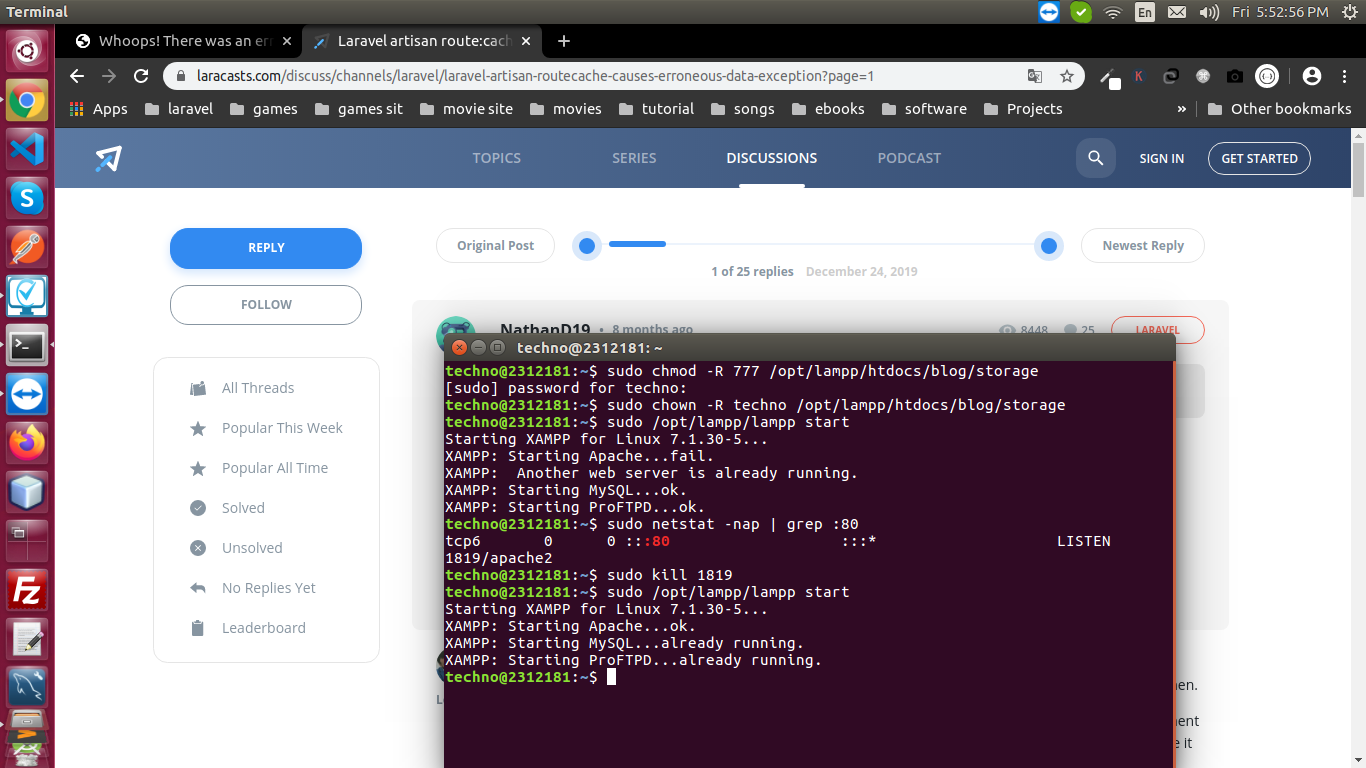 Terminal
En
Fri 5:52:56 PM
Whoops! There was an err
Laravel artisan route:cach
laracasts.com/discuss/channels/laravel/laravel-artisan-routecache-causes-erroneous-data-exception?page=1
Apps laravel games games sit movie site movies tutorial songs ebooks software Projects » Other bookmarks
TOPICS SERIES DISCUSSIONS PODCAST SIGN IN GET STARTED
REPLY
FOLLOW
Original Post
Newest Reply
1 of 25 replies December 24, 2019
NathanD19 • 8 months ago 8448 25 LARAVEL
All Threads
Popular This Week
Popular All Time
Solved
Unsolved
No Replies Yet
Leaderboard
techno@2312181: ~
techno@2312181:~$ sudo chmod -R 777 /opt/lampp/htdocs/blog/storage
[sudo] password for techno:
techno@2312181:~$ sudo chown -R techno /opt/lampp/htdocs/blog/storage
techno@2312181:~$ sudo /opt/lampp/lampp start
Starting XAMPP for Linux 7.1.30-5...
XAMPP: Starting Apache...fail.
XAMPP:  Another web server is already running.
XAMPP: Starting MySQL...ok.
XAMPP: Starting ProFTPD...ok.
techno@2312181:~$ sudo netstat -nap | grep :80
tcp6       0      0 :::80                   :::*                    LISTEN
1819/apache2
techno@2312181:~$ sudo kill 1819
techno@2312181:~$ sudo /opt/lampp/lampp start
Starting XAMPP for Linux 7.1.30-5...
XAMPP: Starting Apache...ok.
XAMPP: Starting MySQL...already running.
XAMPP: Starting ProFTPD...already running.
techno@2312181:~$